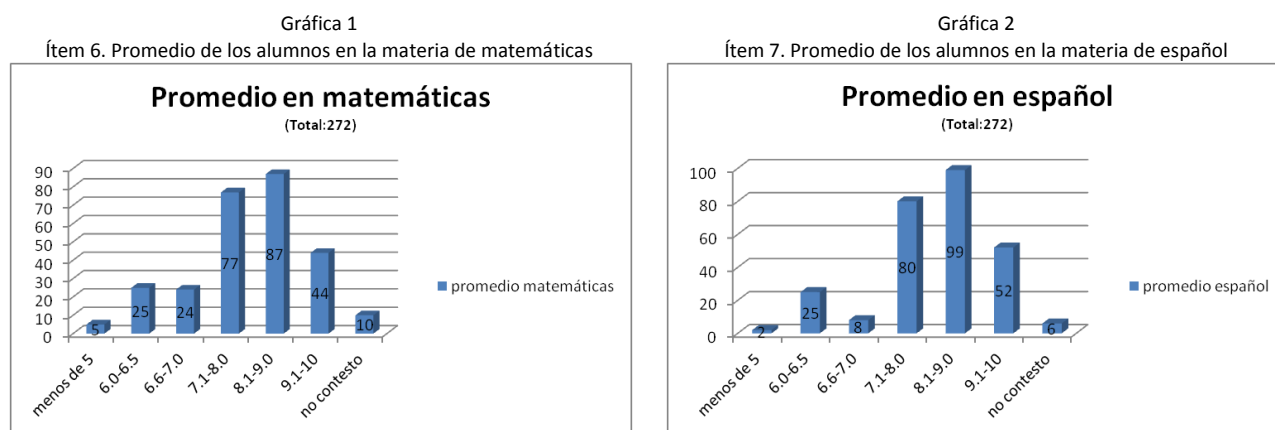 Gráfica 1
Ítem 6. Promedio de los alumnos en la materia de matemáticas
Promedio en matemáticas
(Total:272)
90
80
70
60
50
40
30
20
10
0
5
25
24
77
87
44
10
menos de 5
6.0-6.5
6.6-7.0
7.1-8.0
8.1-9.0
9.1-10
no contesto
promedio matemáticas
Gráfica 2
Ítem 7. Promedio de los alumnos en la materia de español
Promedio en español
(Total:272)
100
80
60
40
20
0
2
25
8
80
99
52
6
menos de 5
6.0-6.5
6.6-7.0
7.1-8.0
8.1-9.0
9.1-10
no contesto
promedio español